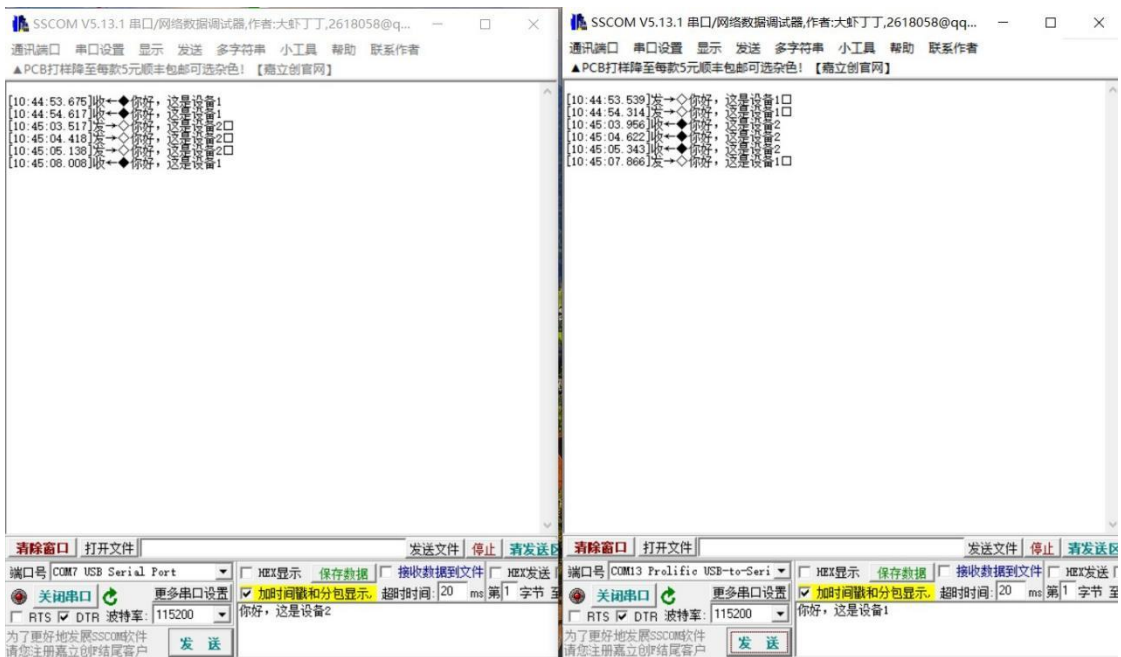 SSCOM V5.13.1 串口/网络数据调试器,作者:大虾丁丁,2618058@qq...
通讯端口 串口设置 显示 发送 多字符串 小工具 帮助 联系作者
▲PCB打样降至每款5元顺丰包邮可选杂色！【嘉立创官网】
[10:44:53.675]收←◆你好，这是设备1
[10:44:54.617]收←◆你好，这是设备1
[10:45:03.517]发→◇你好，这是设备2□
[10:45:04.418]发→◇你好，这是设备2□
[10:45:05.138]发→◇你好，这是设备2□
[10:45:08.008]收←◆你好，这是设备1
清除窗口 打开文件 发送文件 停止 清发送区
端口号 COM7 USB Serial Port HEX显示 保存数据 接收数据到文件 HEX发送
关闭串口 更多串口设置 加时间戳和分包显示, 超时时间: 20 ms 第 1 字节 至
RTS DTR 波特率: 115200 你好，这是设备2
为了更好地发展SSCOM软件
请您注册嘉立创F结尾客户
发 送
SSCOM V5.13.1 串口/网络数据调试器,作者:大虾丁丁,2618058@qq...
通讯端口 串口设置 显示 发送 多字符串 小工具 帮助 联系作者
▲PCB打样降至每款5元顺丰包邮可选杂色！【嘉立创官网】
[10:44:53.539]发→◇你好，这是设备1□
[10:44:54.314]发→◇你好，这是设备1□
[10:45:03.956]收←◆你好，这是设备2
[10:45:04.622]收←◆你好，这是设备2
[10:45:05.343]收←◆你好，这是设备2
[10:45:07.866]发→◇你好，这是设备1□
清除窗口 打开文件 发送文件 停止 清发送区
端口号 COM13 Prolific USB-to-Seri HEX显示 保存数据 接收数据到文件 HEX发送
关闭串口 更多串口设置 加时间戳和分包显示, 超时时间: 20 ms 第 1 字节 至
RTS DTR 波特率: 115200 你好，这是设备1
为了更好地发展SSCOM软件
请您注册嘉立创F结尾客户
发 送